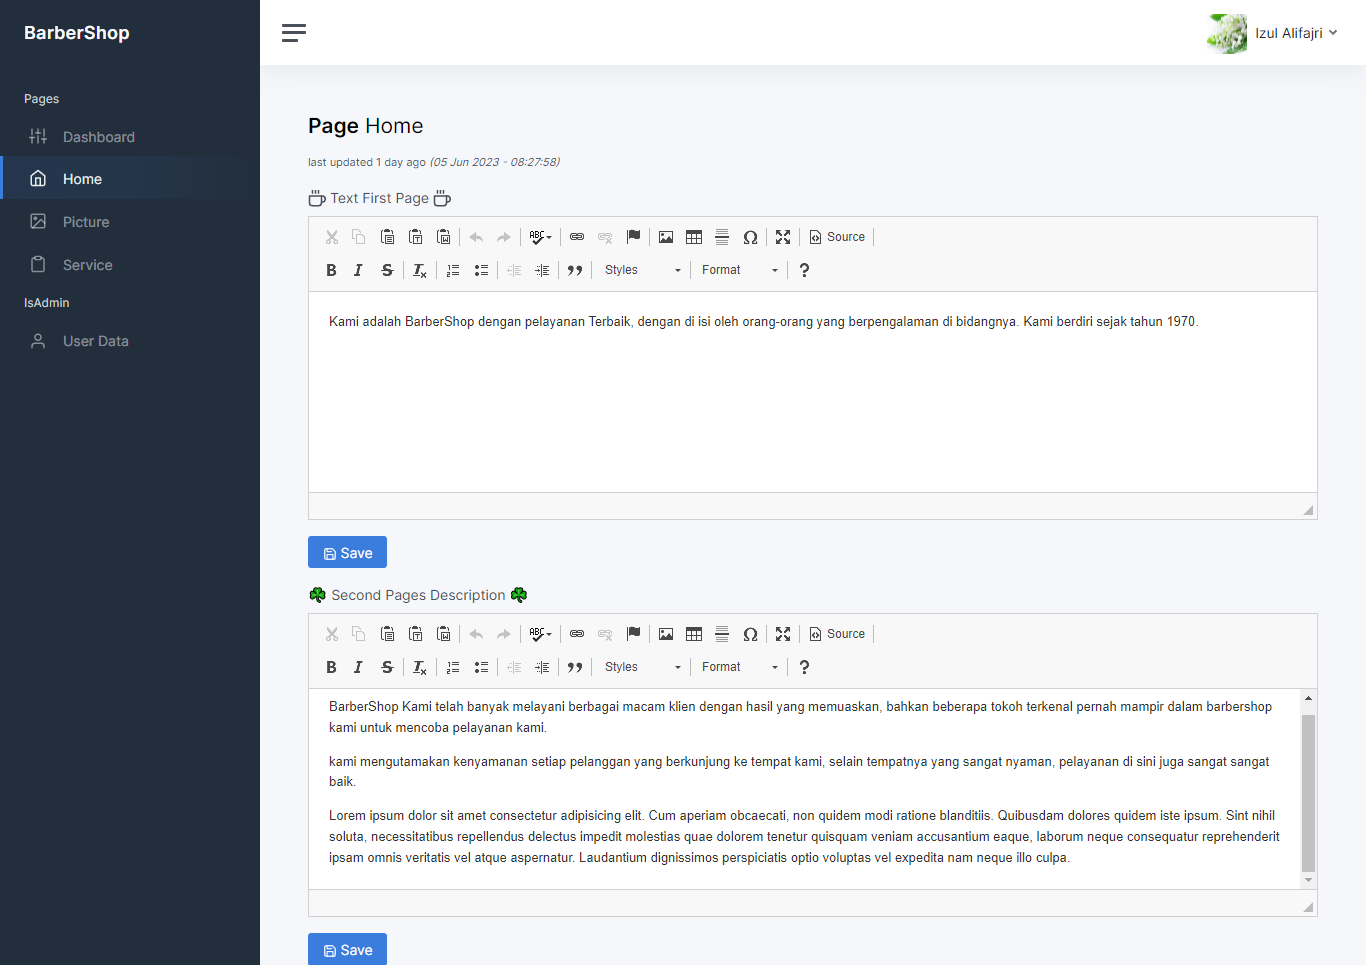 BarberShop
Izul Alifajri
Pages
Dashboard
Home
Picture
Service
IsAdmin
User Data
Page Home
last updated 1 day ago (05 Jun 2023 - 08:27:58)
Text First Page
ABC Source
B I S Tx Styles Format ?
Kami adalah BarberShop dengan pelayanan Terbaik, dengan di isi oleh orang-orang yang berpengalaman di bidangnya. Kami berdiri sejak tahun 1970.
Save
Second Pages Description
ABC Source
B I S Tx Styles Format ?
BarberShop Kami telah banyak melayani berbagai macam klien dengan hasil yang memuaskan, bahkan beberapa tokoh terkenal pernah mampir dalam barbershop
kami untuk mencoba pelayanan kami.
kami mengutamakan kenyamanan setiap pelanggan yang berkunjung ke tempat kami, selain tempatnya yang sangat nyaman, pelayanan di sini juga sangat sangat
baik.
Lorem ipsum dolor sit amet consectetur adipisicing elit. Cum aperiam obcaecati, non quidem modi ratione blanditiis. Quibusdam dolores quidem iste ipsum. Sint nihil
soluta, necessitatibus repellendus delectus impedit molestias quae dolorem tenetur quisquam veniam accusantium eaque, laborum neque consequatur reprehenderit
ipsam omnis veritatis vel atque aspernatur. Laudantium dignissimos perspiciatis optio voluptas vel expedita nam neque illo culpa.
Save